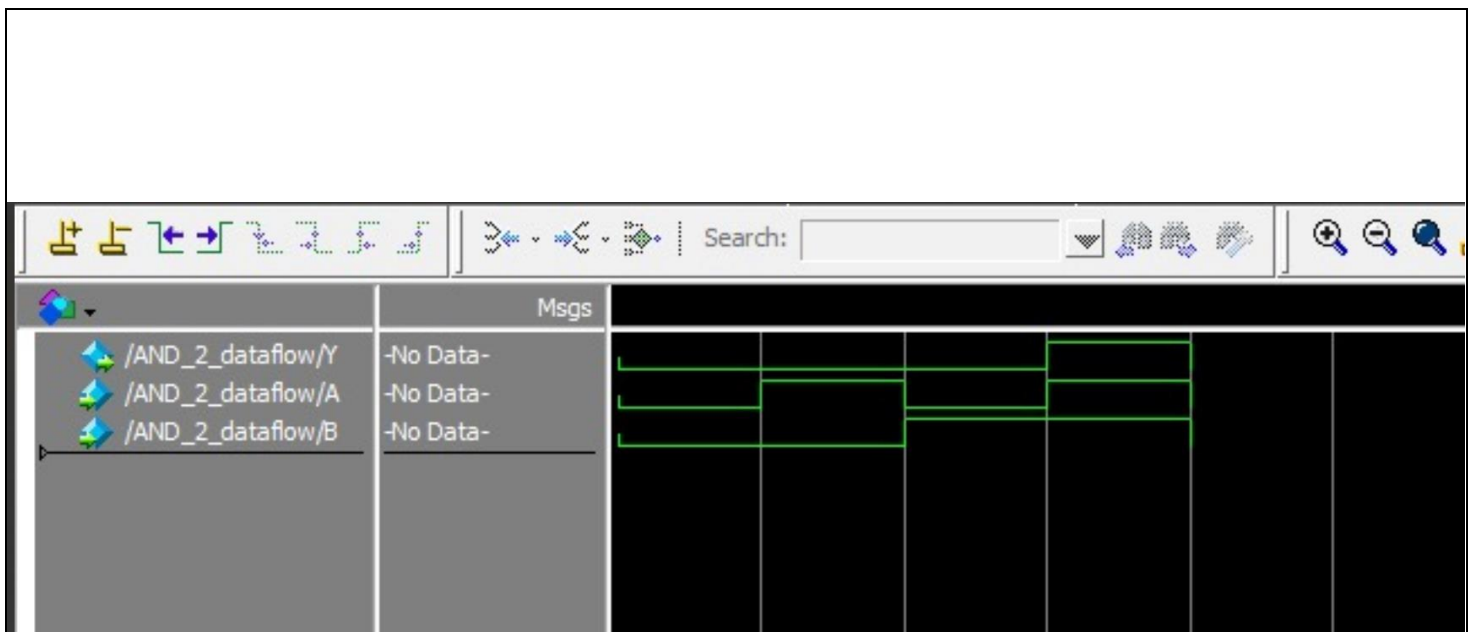 Search:
Msgs
/AND_2_dataflow/Y -No Data-
/AND_2_dataflow/A -No Data-
/AND_2_dataflow/B -No Data-